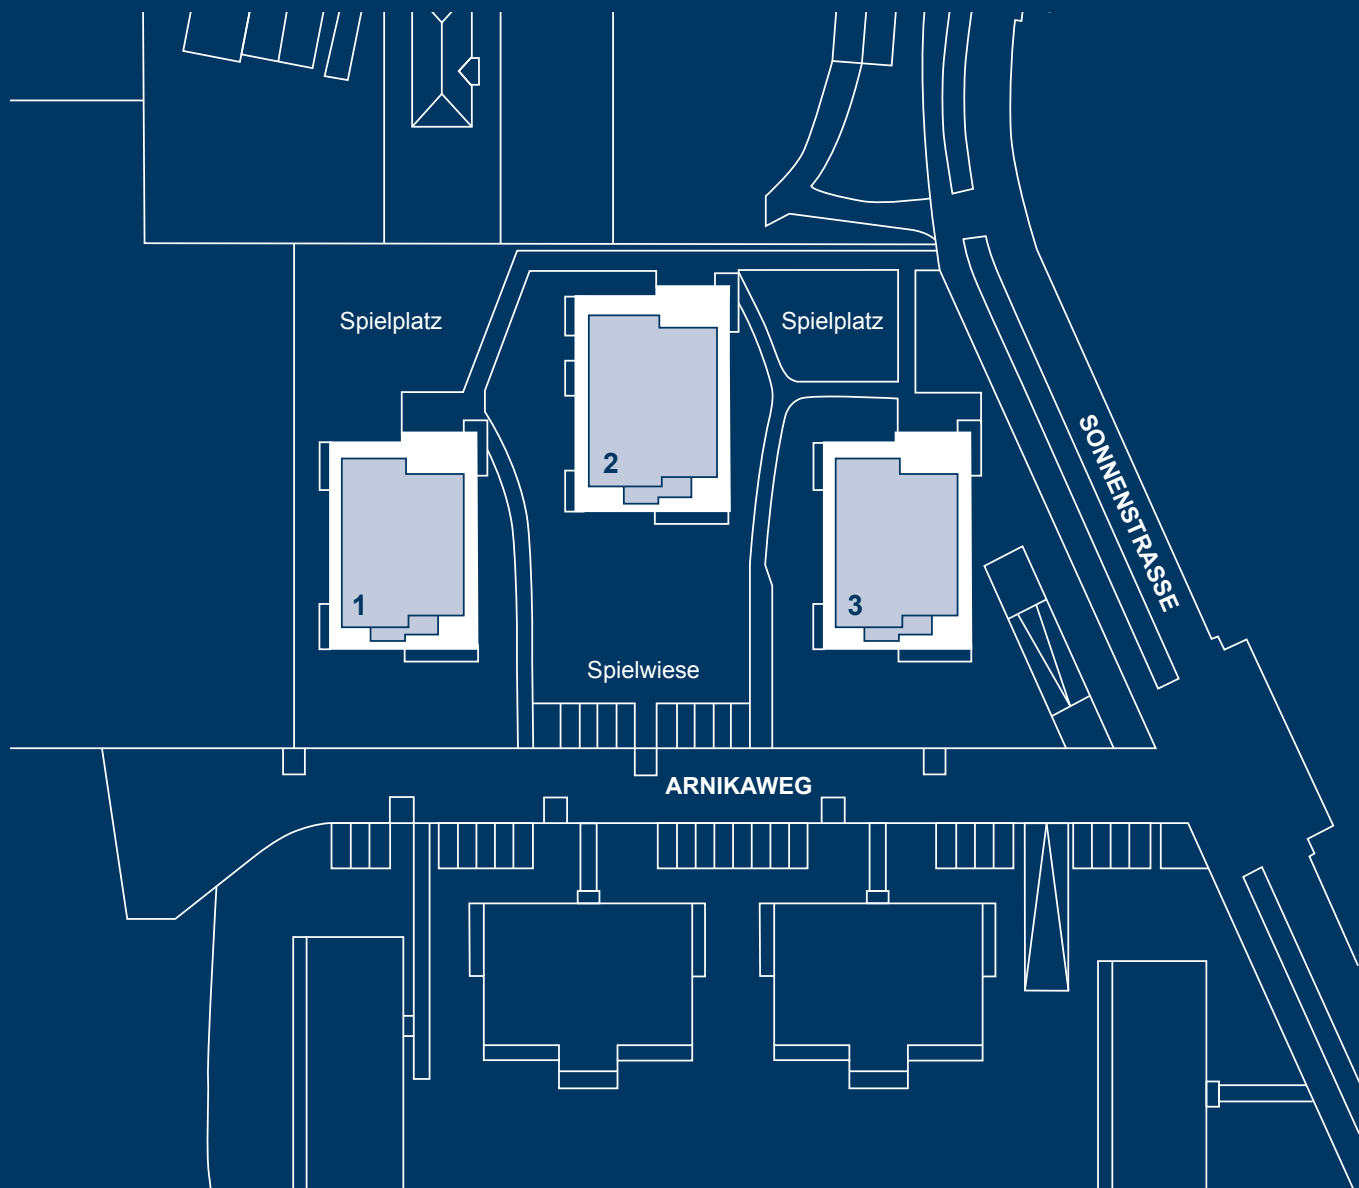 Spielplatz
Spielplatz
2
SONNENSTRASSE
1
3
Spielwiese
ARNIKAWEG